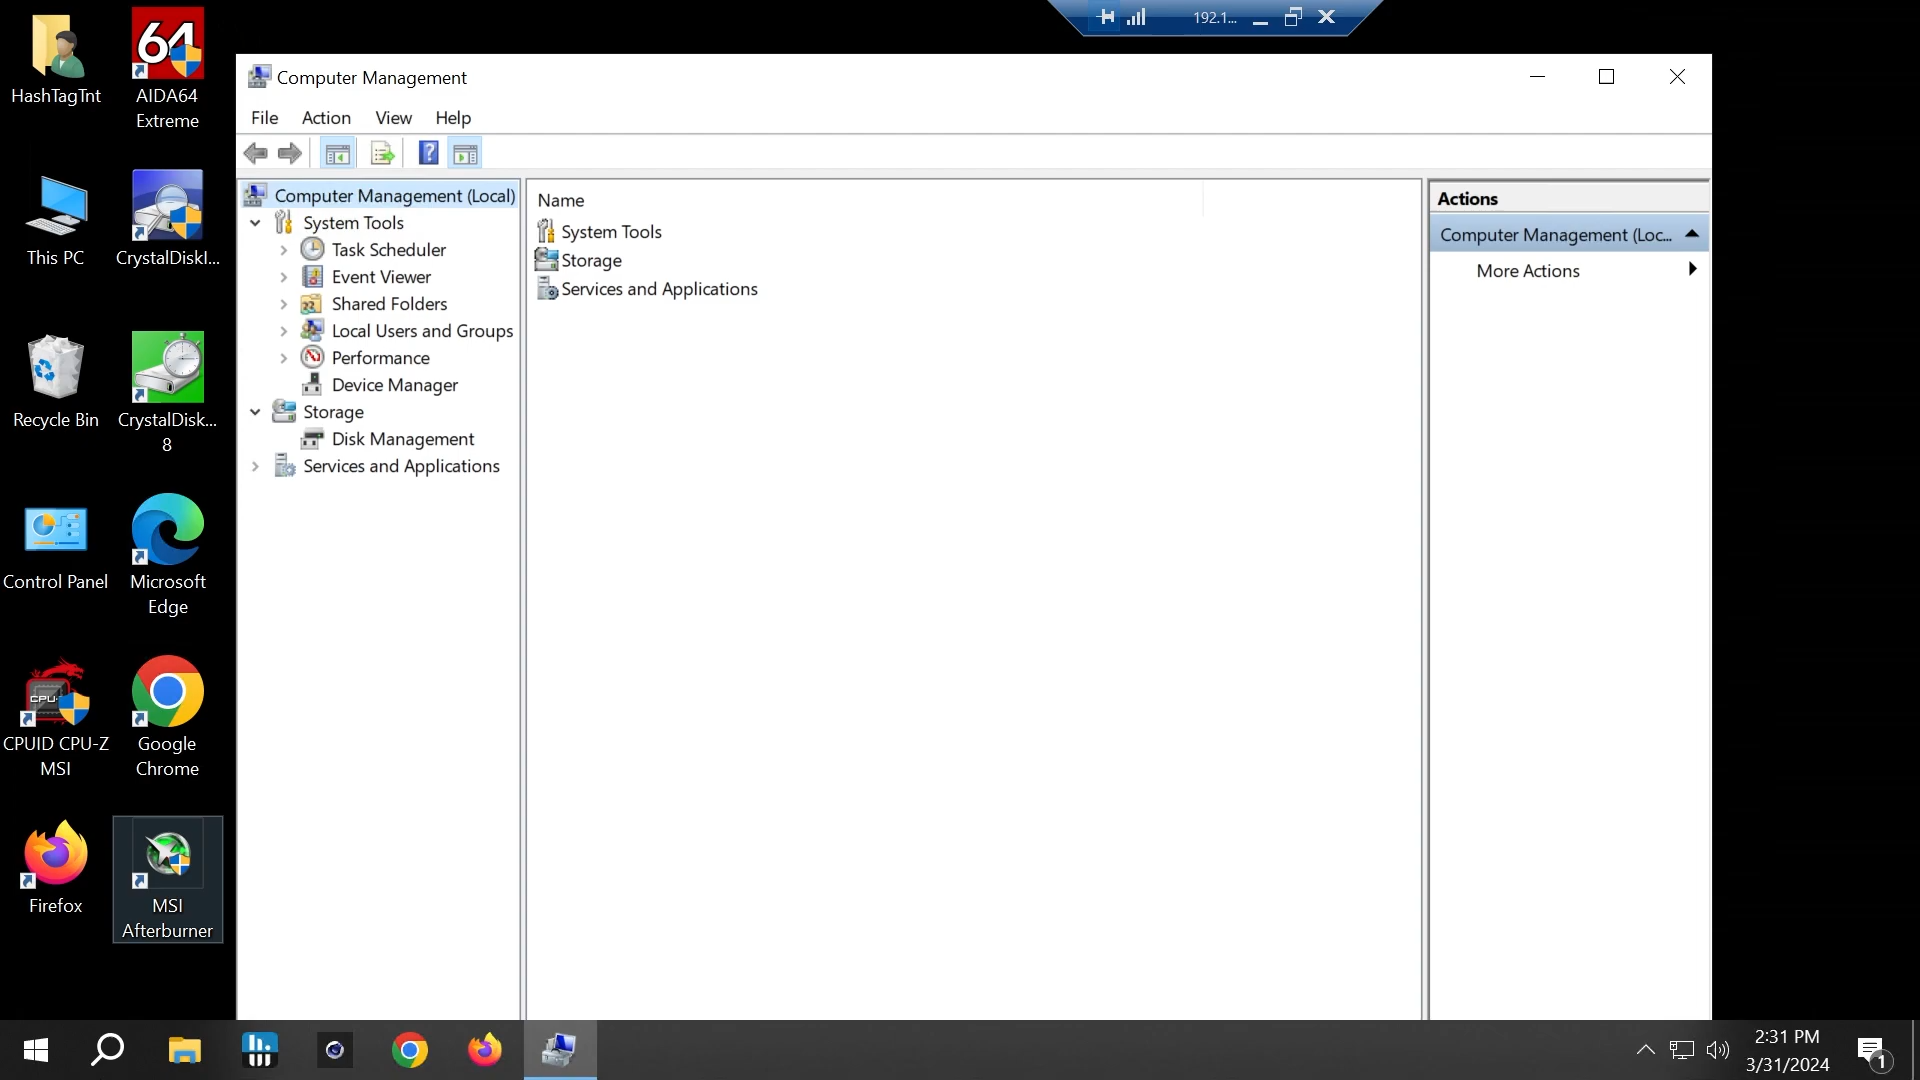 192.1...
HashTagTnt
AIDA64
Extreme
This PC
CrystalDiskI...
Recycle Bin
CrystalDisk...
8
Control Panel
Microsoft
Edge
CPU
CPUID CPU-Z
MSI
Google
Chrome
Firefox
MSI
Afterburner
64
Computer Management
File Action View Help
Computer Management (Local)
System Tools
Task Scheduler
Event Viewer
Shared Folders
Local Users and Groups
Performance
Device Manager
Storage
Disk Management
Services and Applications
Name
System Tools
Storage
Services and Applications
Actions
Computer Management (Loc...
More Actions
2:31 PM
3/31/2024
1